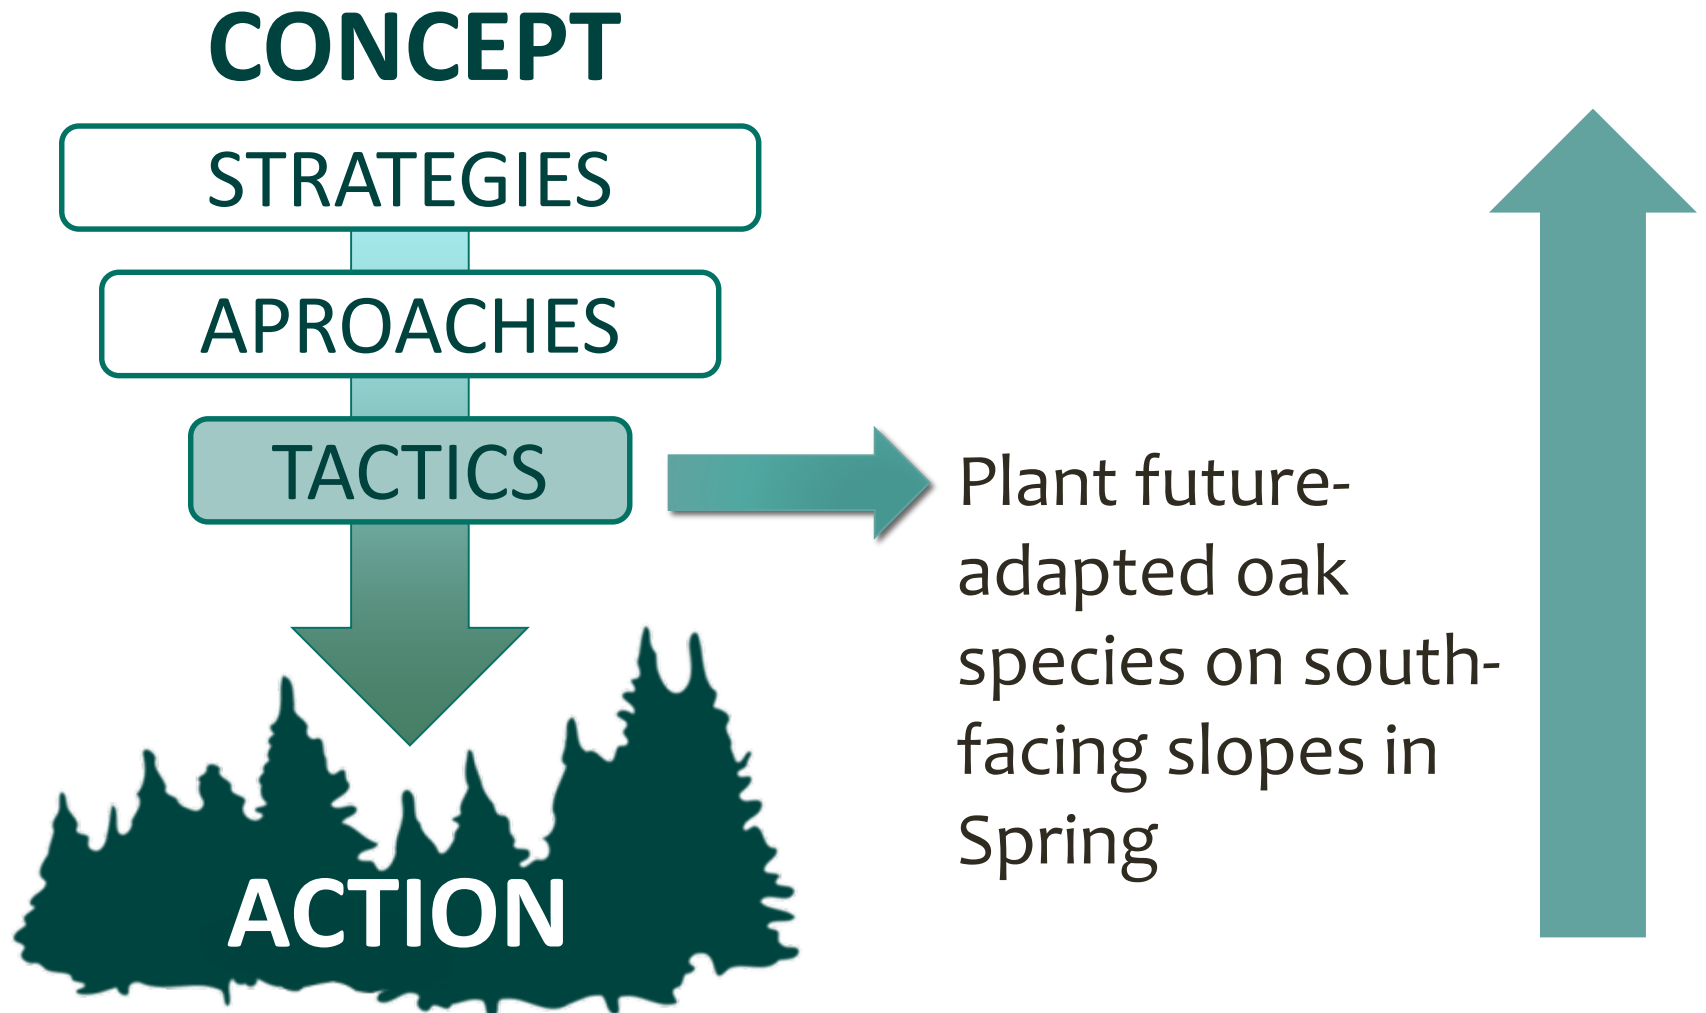 CONCEPT
STRATEGIES
APROACHES
TACTICS
Plant future-
adapted oak
species on south-
facing slopes in
Spring
ACTION